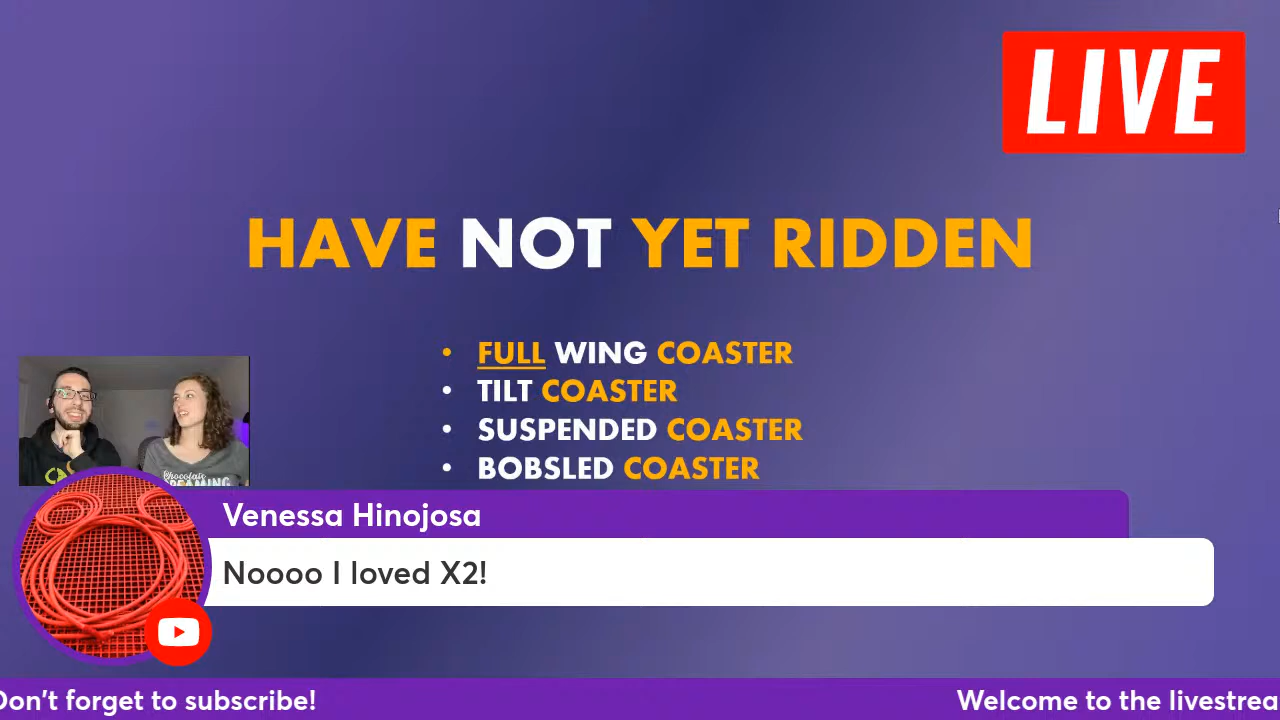 LIVE
HAVE NOT YET RIDDEN
• FULL WING COASTER
• TILT COASTER
• SUSPENDED COASTER
• BOBSLED COASTER
Chocolate
Venessa Hinojosa
Noooo I loved X2!
Don't forget to subscribe!
Welcome to the livestrea